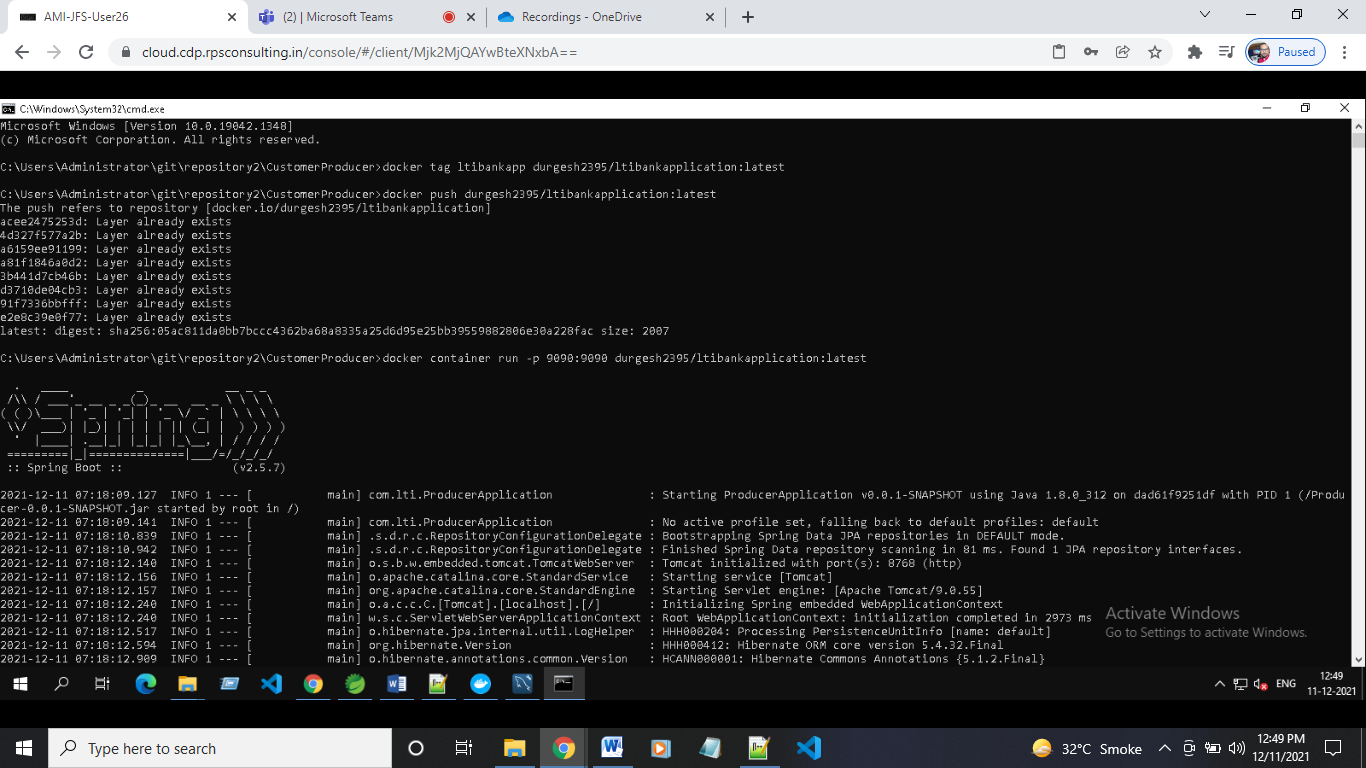 AMI-JFS-User26
(2) | Microsoft Teams
Recordings - OneDrive
cloud.cdp.rpsconsulting.in/console/#/client/Mjk2MjQAYwBteXNxbA==
Paused
C:\Windows\System32\cmd.exe
Microsoft Windows [Version 10.0.19042.1348]
(c) Microsoft Corporation. All rights reserved.
C:\Users\Administrator\git\repository2\CustomerProducer>docker tag ltibankapp durgesh2395/ltibankapplication:latest
C:\Users\Administrator\git\repository2\CustomerProducer>docker push durgesh2395/ltibankapplication:latest
The push refers to repository [docker.io/durgesh2395/ltibankapplication]
acee2475253d: Layer already exists
4d327f577a2b: Layer already exists
a6159ee91199: Layer already exists
a81f1846a0d2: Layer already exists
3b441d7cb46b: Layer already exists
d3710de04cb3: Layer already exists
91f7336bbfff: Layer already exists
e2e8c39e0f77: Layer already exists
latest: digest: sha256:05ac811da0bb7bccc4362ba68a8335a25d6d95e25bb39559882806e30a228fac size: 2007
C:\Users\Administrator\git\repository2\CustomerProducer>docker container run -p 9090:9090 durgesh2395/ltibankapplication:latest
Spring
:: Spring Boot :: (v2.5.7)
2021-12-11 07:18:09.127 INFO 1 --- [ main] com.lti.ProducerApplication : Starting ProducerApplication v0.0.1-SNAPSHOT using Java 1.8.0_312 on dad61f9251df with PID 1 (/Produ
cer-0.0.1-SNAPSHOT.jar started by root in /)
2021-12-11 07:18:09.141 INFO 1 --- [ main] com.lti.ProducerApplication : No active profile set, falling back to default profiles: default
2021-12-11 07:18:10.839 INFO 1 --- [ main] .s.d.r.c.RepositoryConfigurationDelegate : Bootstrapping Spring Data JPA repositories in DEFAULT mode.
2021-12-11 07:18:10.942 INFO 1 --- [ main] .s.d.r.c.RepositoryConfigurationDelegate : Finished Spring Data repository scanning in 81 ms. Found 1 JPA repository interfaces.
2021-12-11 07:18:12.140 INFO 1 --- [ main] o.s.b.w.embedded.tomcat.TomcatWebServer : Tomcat initialized with port(s): 8768 (http)
2021-12-11 07:18:12.156 INFO 1 --- [ main] o.apache.catalina.core.StandardService : Starting service [Tomcat]
2021-12-11 07:18:12.157 INFO 1 --- [ main] org.apache.catalina.core.StandardEngine : Starting Servlet engine: [Apache Tomcat/9.0.55]
2021-12-11 07:18:12.240 INFO 1 --- [ main] o.a.c.c.C.[Tomcat].[localhost].[/] : Initializing Spring embedded WebApplicationContext
2021-12-11 07:18:12.240 INFO 1 --- [ main] w.s.c.ServletWebServerApplicationContext : Root WebApplicationContext: initialization completed in 2973 ms
2021-12-11 07:18:12.517 INFO 1 --- [ main] o.hibernate.jpa.internal.util.LogHelper : HHH000204: Processing PersistenceUnitInfo [name: default]
2021-12-11 07:18:12.594 INFO 1 --- [ main] org.hibernate.Version : HHH000412: Hibernate ORM core version 5.4.32.Final
2021-12-11 07:18:12.909 INFO 1 --- [ main] o.hibernate.annotations.common.Version : HCANN000001: Hibernate Commons Annotations {5.1.2.Final}
Activate Windows
Go to Settings to activate Windows.
ENG
12:49
11-12-2021
Type here to search
32°C Smoke
12:49 PM
12/11/2021